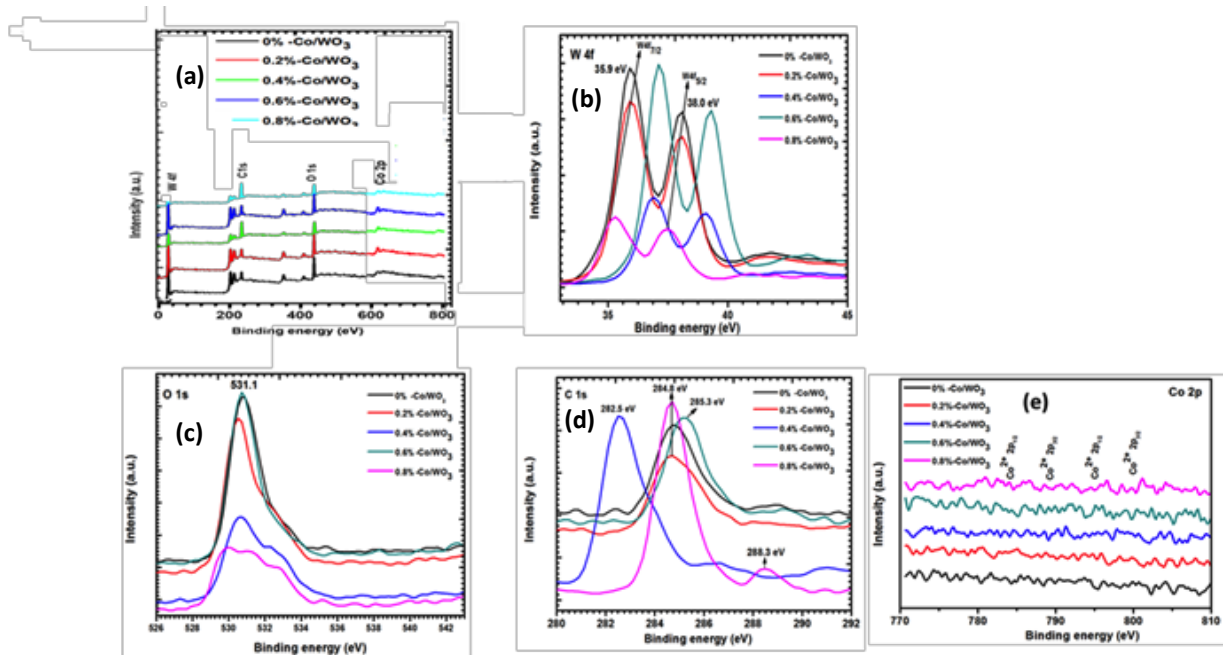 (a)
0% -Co/WO3
0.2%-Co/WO3
0.4%-Co/WO3
0.6%-Co/WO3
0.8%-Co/WO3
W 4f
C1s
O 1s
Co 2p
Intensity (a.u.)
0 200 400 600 800
Binding energy (eV)
(b)
W 4f
35.9 eV
W4f7/2
W4f5/2
38.0 eV
0% -Co/WO3
0.2%-Co/WO3
0.4%-Co/WO3
0.6%-Co/WO3
0.8%-Co/WO3
Intensity (a.u.)
35 40 45
Binding energy (eV)
(c)
O 1s
531.1
0% -Co/WO3
0.2%-Co/WO3
0.4%-Co/WO3
0.6%-Co/WO3
0.8%-Co/WO3
Intensity (a.u.)
526 528 530 532 534 536 538 540 542
Binding energy (eV)
(d)
C 1s
282.5 eV
284.8 eV
285.3 eV
288.3 eV
0% -Co/WO3
0.2%-Co/WO3
0.4%-Co/WO3
0.6%-Co/WO3
0.8%-Co/WO3
Intensity (a.u.)
280 282 284 286 288 290 292
Binding energy (eV)
(e)
Co 2p
0% -Co/WO3
0.2%-Co/WO3
0.4%-Co/WO3
0.6%-Co/WO3
0.8%-Co/WO3
Intensity (a.u.)
770 780 790 800 810
Binding energy (eV)